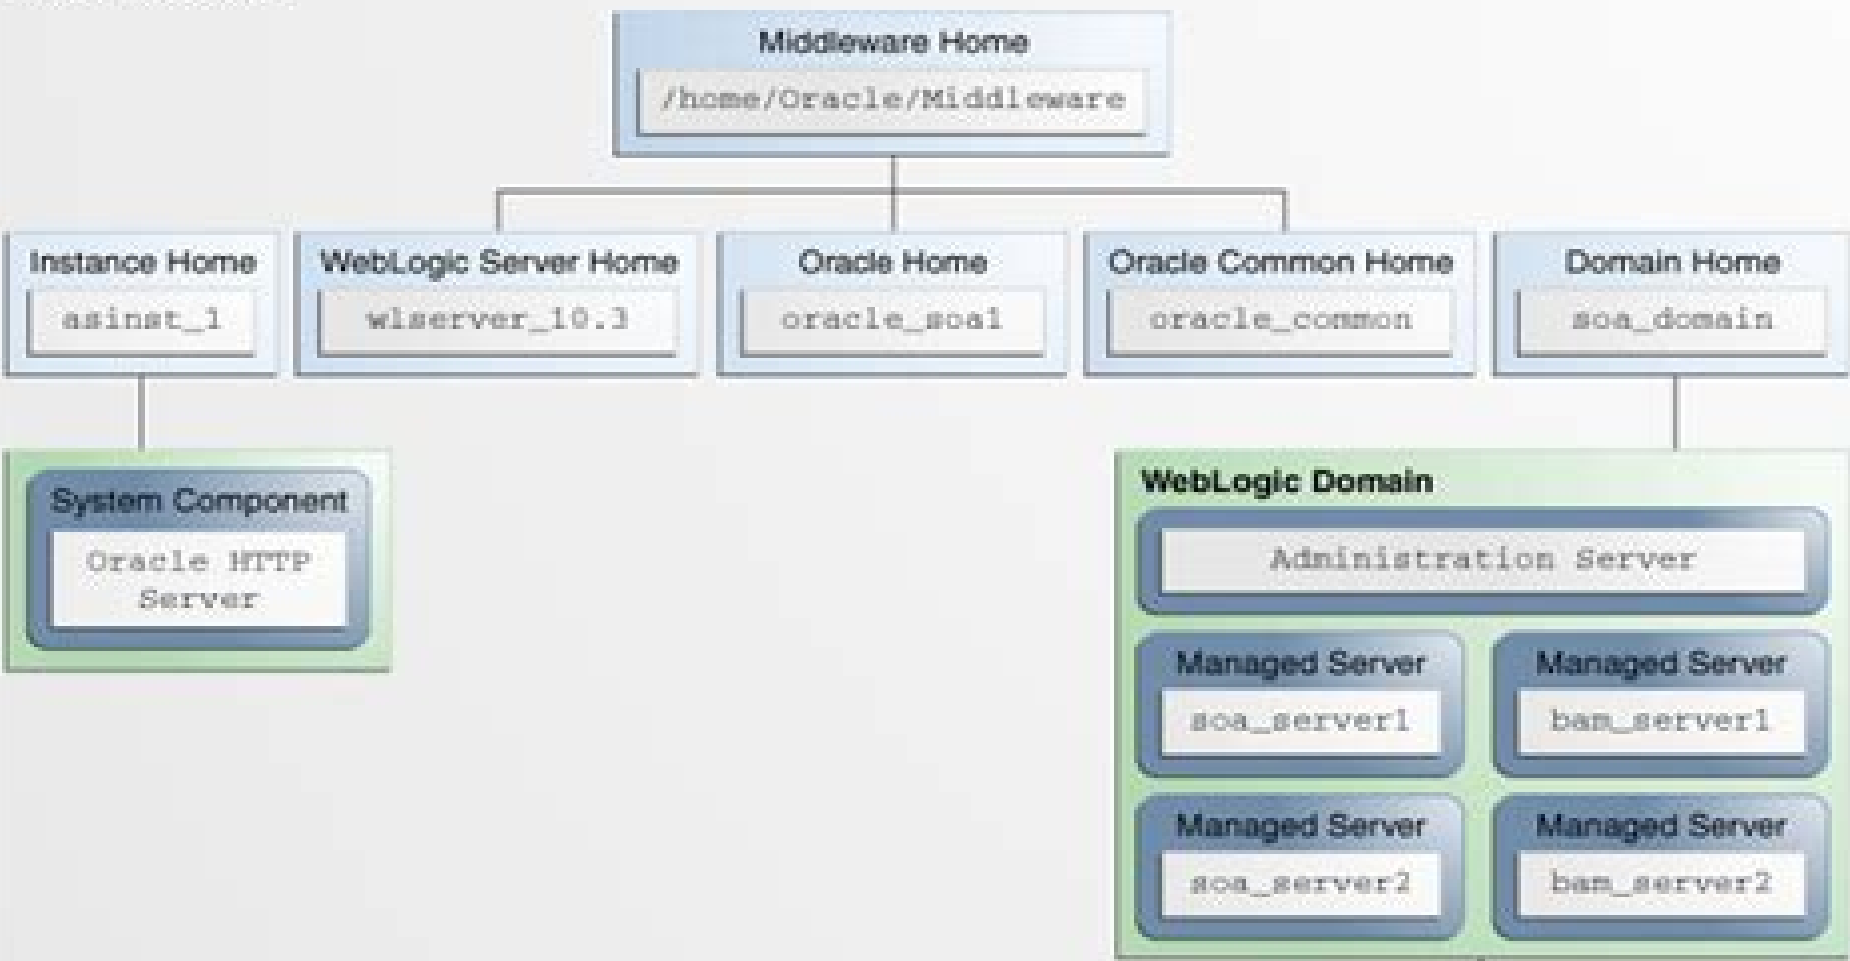 Middleware Home
/home/Oracle/Middleware
Instance Home
asinst_1
WebLogic Server Home
wlserver_10.3
Oracle Home
oracle_soa1
Oracle Common Home
oracle_common
Domain Home
soa_domain
System Component
Oracle HTTP
Server
WebLogic Domain
Administration Server
Managed Server
soa_server1
Managed Server
bam_server1
Managed Server
soa_server2
Managed Server
bam_server2